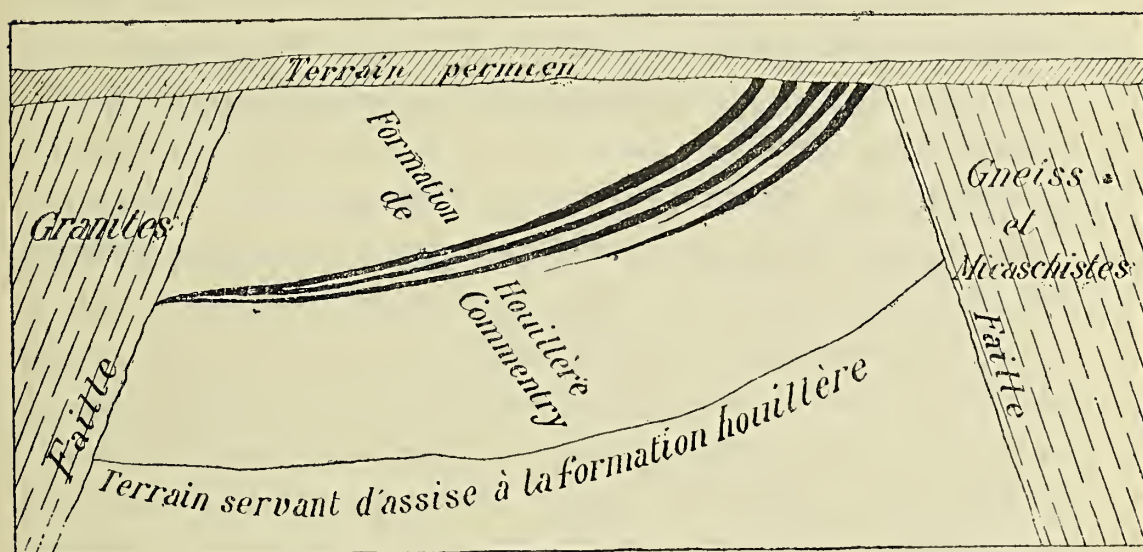 Terrain permien
Formation
de
Granites
Gneiss
et
Micaschistes
Houillère
Commentry
Faille
Faille
Terrain servant d'assise à la formation houillère